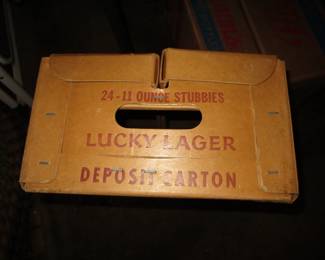 24-11 OUNCE STUBBIES
LUCKY LAGER
DEPOSIT CARTON